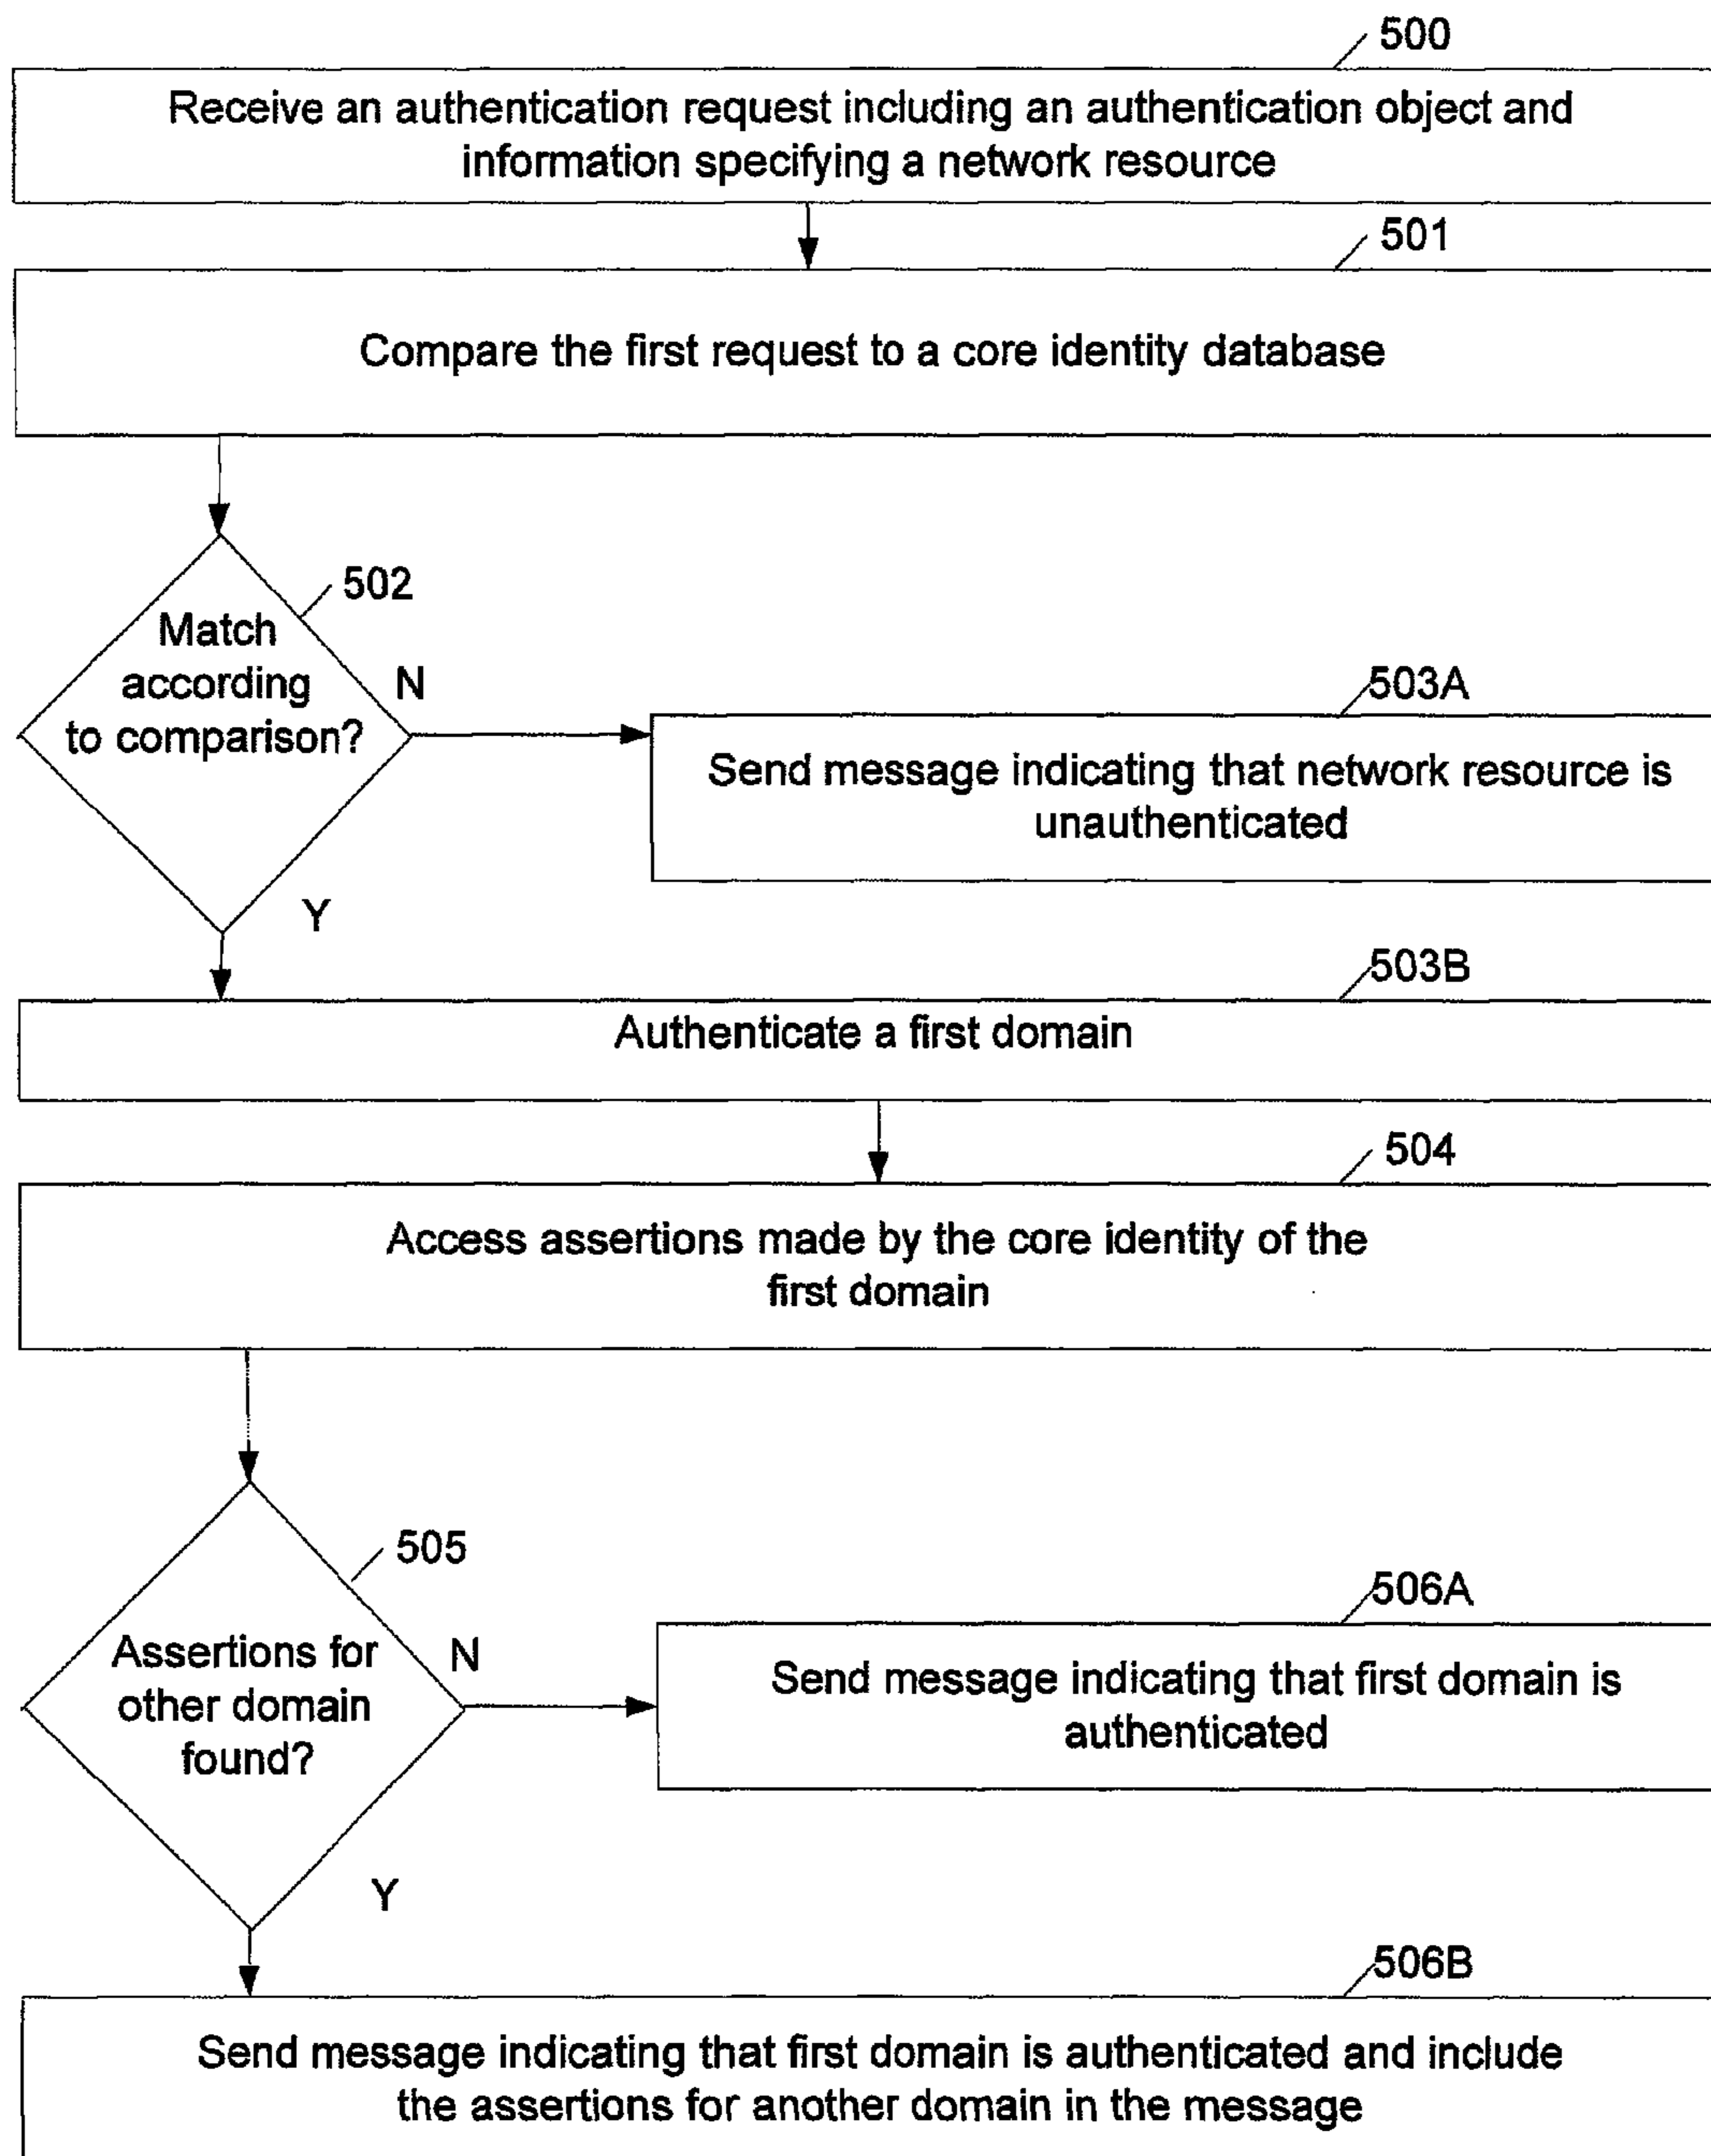 500
Receive an authentication request including an authentication object and
information specifying a network resource
501
Compare the first request to a core identity database
502
Match
according
to comparison?
N
503A
Send message indicating that network resource is
unauthenticated
Y
503B
Authenticate a first domain
504
Access assertions made by the core identity of the
first domain
505
Assertions for
other domain
found?
N
506A
Send message indicating that first domain is
authenticated
Y
506B
Send message indicating that first domain is authenticated and include
the assertions for another domain in the message